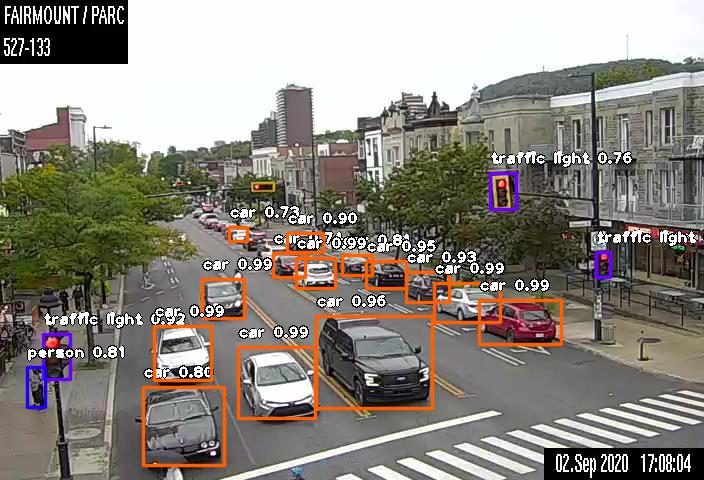 FAIRMOUNT / PARC
527-133
traffic light 0.76
car 0.73
car 0.90
traffic light
car 0.99
car 0.95
car 0.99
car 0.93
car 0.99
car 0.99
car 0.96
car 0.99
traffic light 0.92
car 0.99
person 0.81
car 0.80
02.Sep 2020 17:08:04